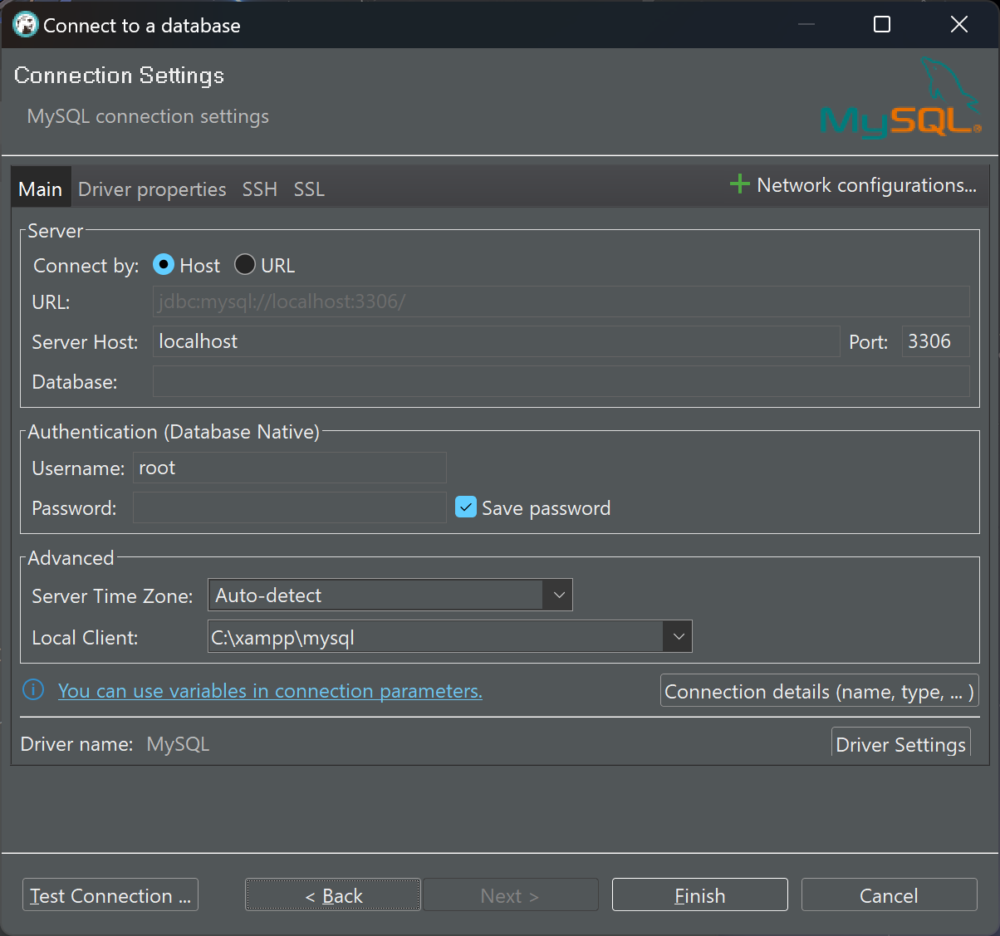 Connect to a database
Connection Settings
MySQL connection settings
MySQL®
Main Driver properties SSH SSL Network configurations...
Server
Connect by: Host URL
URL: jdbc:mysql://localhost:3306/
Server Host: localhost Port: 3306
Database:
Authentication (Database Native)
Username: root
Password: Save password
Advanced
Server Time Zone: Auto-detect
Local Client: C:\xampp\mysql
You can use variables in connection parameters. Connection details (name, type, ... )
Driver name: MySQL Driver Settings
Test Connection ... < Back Next > Finish Cancel